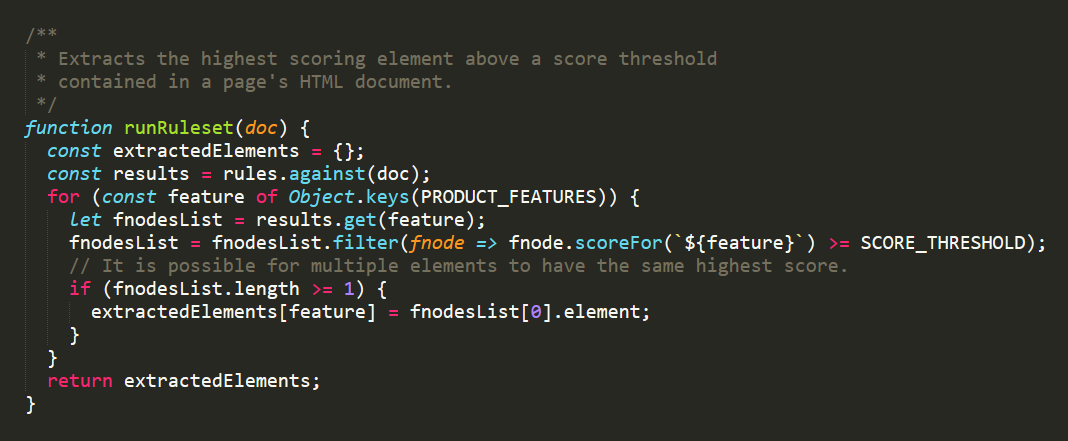 /**
 * Extracts the highest scoring element above a score threshold
 * contained in a page's HTML document.
 */
function runRuleset(doc) {
  const extractedElements = {};
  const results = rules.against(doc);
  for (const feature of Object.keys(PRODUCT_FEATURES)) {
    let fnodesList = results.get(feature);
    fnodesList = fnodesList.filter(fnode => fnode.scoreFor(`${feature}`) >= SCORE_THRESHOLD);
    // It is possible for multiple elements to have the same highest score.
    if (fnodesList.length >= 1) {
      extractedElements[feature] = fnodesList[0].element;
    }
  }
  return extractedElements;
}